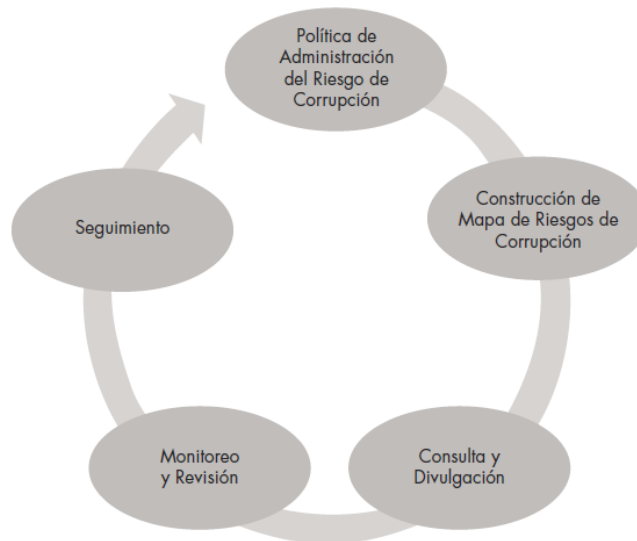 Política de
Administración
del Riesgo de
Corrupción
Construcción de
Mapa de Riesgos de
Corrupción
Consulta y
Divulgación
Monitoreo
y Revisión
Seguimiento